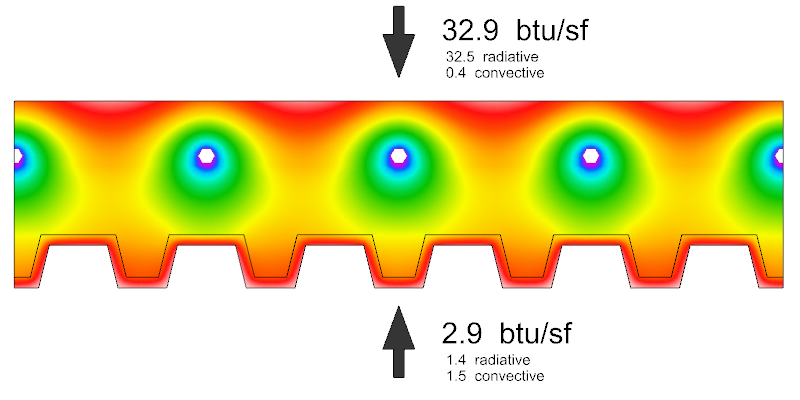 32.9 btu/sf
32.5 radiative
0.4 convective
2.9 btu/sf
1.4 radiative
1.5 convective